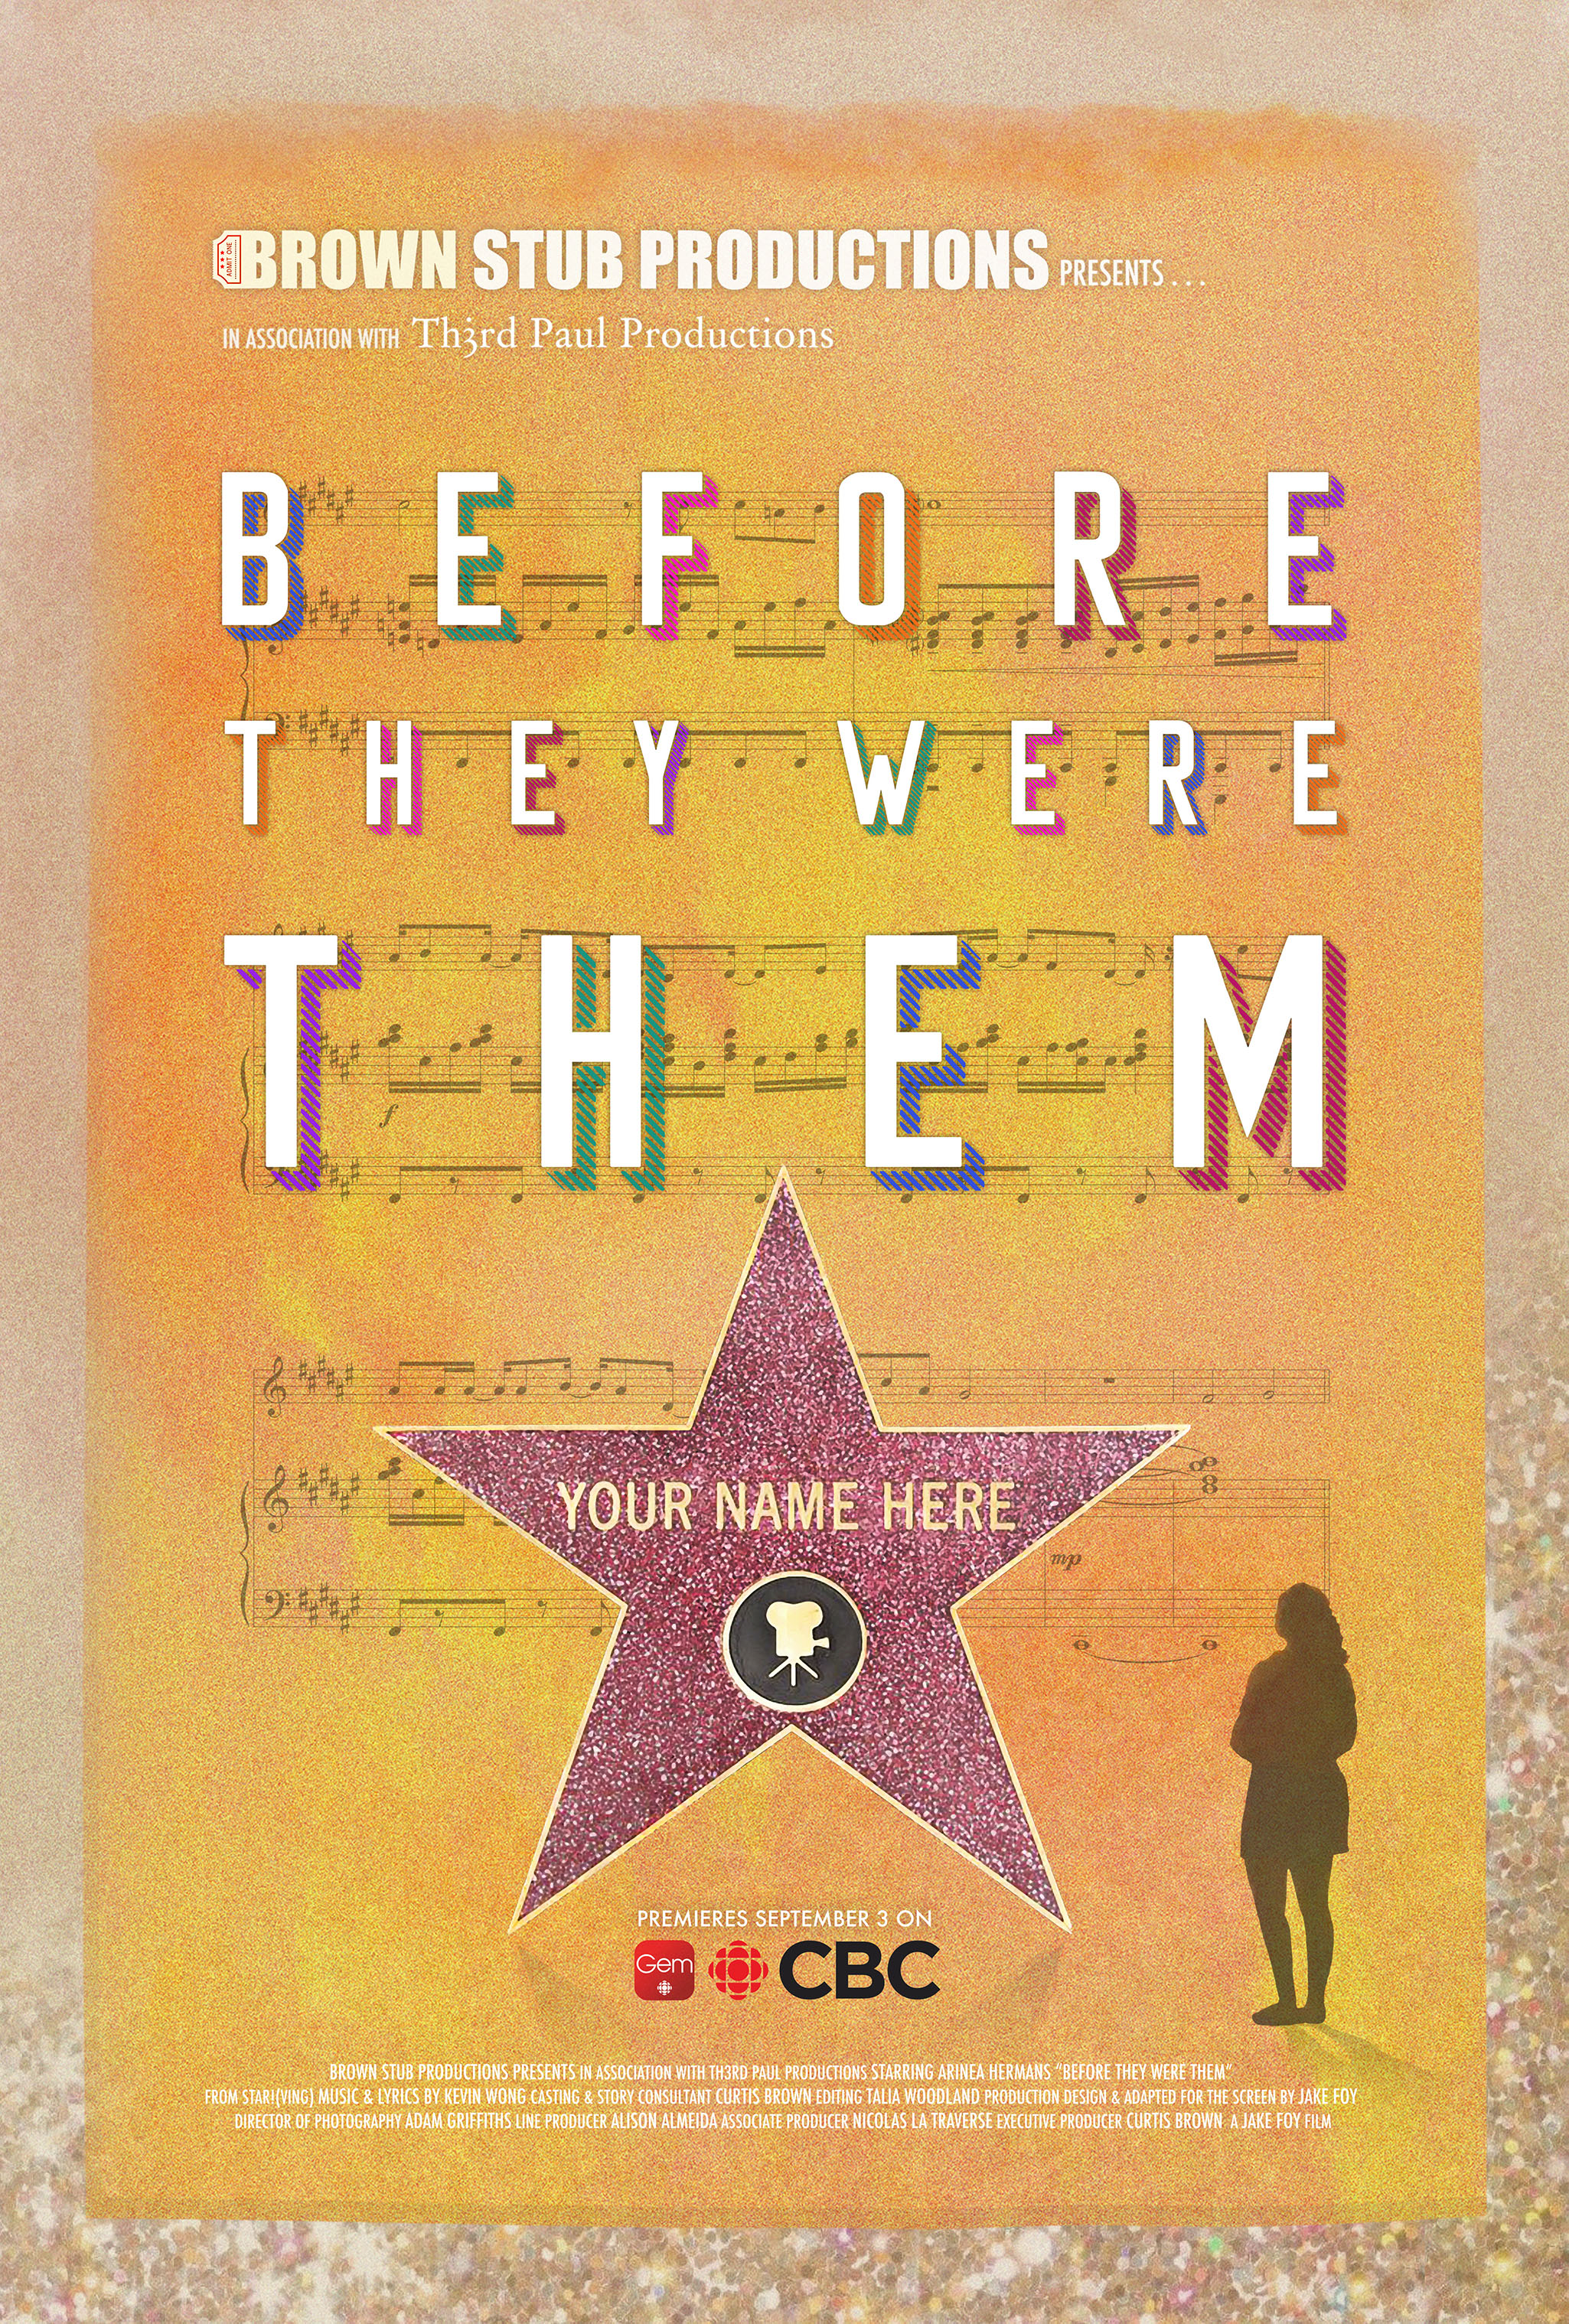 ADMIT ONE
BROWN STUB PRODUCTIONS PRESENTS . . .
IN ASSOCIATION WITH Th3rd Paul Productions
BEFORE
THEY WERE
THEM
f
YOUR NAME HERE
mp
PREMIERES SEPTEMBER 3 ON
Gem CBC
BROWN STUB PRODUCTIONS PRESENTS IN ASSOCIATION WITH TH3RD PAUL PRODUCTIONS STARRING ARINEA HERMANS “BEFORE THEY WERE THEM”
FROM STAR!(VING) MUSIC & LYRICS BY KEVIN WONG CASTING & STORY CONSULTANT CURTIS BROWN EDITING TALIA WOODLAND PRODUCTION DESIGN & ADAPTED FOR THE SCREEN BY JAKE FOY
DIRECTOR OF PHOTOGRAPHY ADAM GRIFFITHS LINE PRODUCER ALISON ALMEIDA ASSOCIATE PRODUCER NICOLAS LA TRAVERSE EXECUTIVE PRODUCER CURTIS BROWN A JAKE FOY FILM